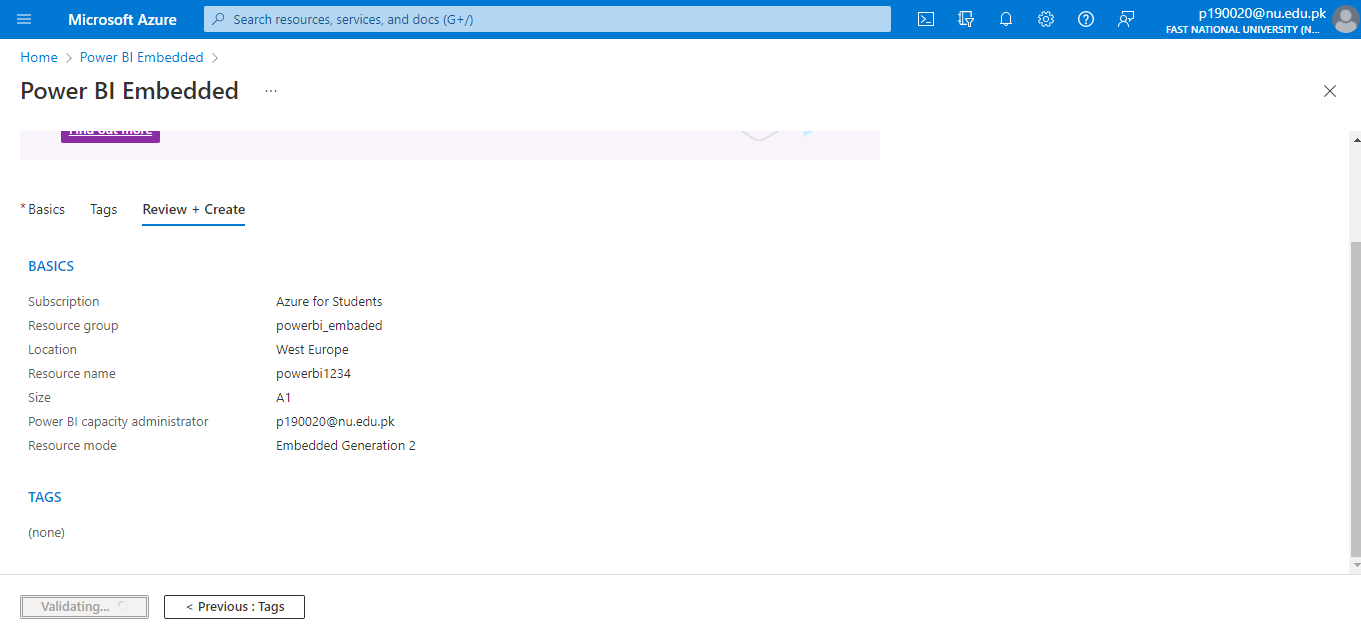 Microsoft Azure
Search resources, services, and docs (G+/)
p190020@nu.edu.pk
FAST NATIONAL UNIVERSITY (N...
Home > Power BI Embedded >
Power BI Embedded ...
Find out more
* Basics Tags Review + Create
BASICS
Subscription Azure for Students
Resource group powerbi_embaded
Location West Europe
Resource name powerbi1234
Size A1
Power BI capacity administrator p190020@nu.edu.pk
Resource mode Embedded Generation 2
TAGS
(none)
Validating... < Previous : Tags